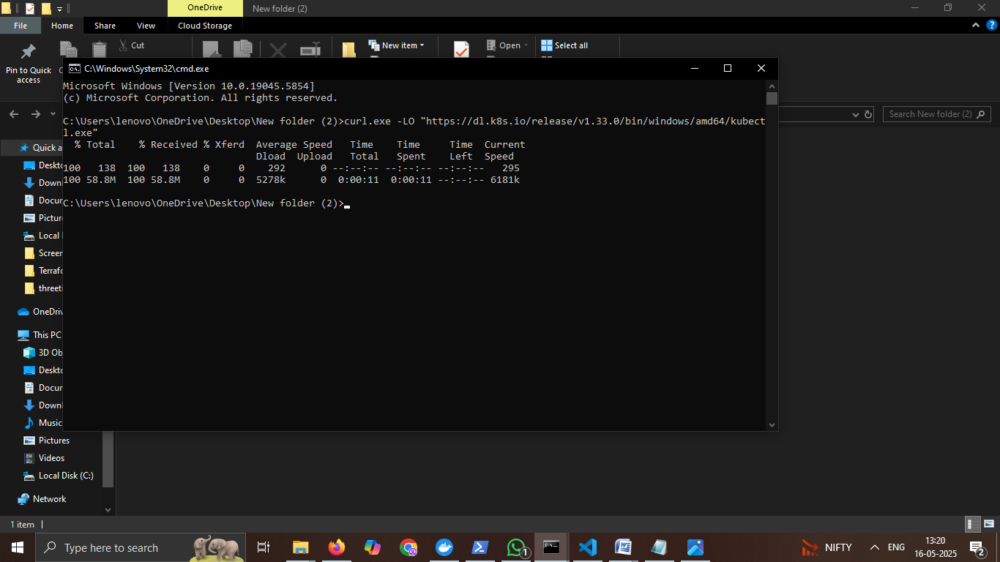 OneDrive
New folder (2)
File Home Share View Cloud Storage
Pin to Quick
access
Cut
New item
Open
Select all
C:\Windows\System32\cmd.exe
Microsoft Windows [Version 10.0.19045.5854]
(c) Microsoft Corporation. All rights reserved.
C:\Users\lenovo\OneDrive\Desktop\New folder (2)>curl.exe -LO "https://dl.k8s.io/release/v1.33.0/bin/windows/amd64/kubect
l.exe"
  % Total    % Received % Xferd  Average Speed   Time    Time     Time  Current
                                 Dload  Upload   Total   Spent    Left  Speed
100   138  100   138    0     0    292      0 --:--:-- --:--:-- --:--:--   295
100 58.8M  100 58.8M    0     0  5278k      0  0:00:11  0:00:11 --:--:-- 6181k
C:\Users\lenovo\OneDrive\Desktop\New folder (2)>
Search New folder (2)
Quick a
Deskto
Down
Docur
Picture
Local
Screer
Terrafo
threeti
OneDriv
This PC
3D Ob
Deskto
Docur
Down
Music
Pictures
Videos
Local Disk (C:)
Network
1 item
Type here to search
1
NIFTY
ENG
13:20
16-05-2025
2